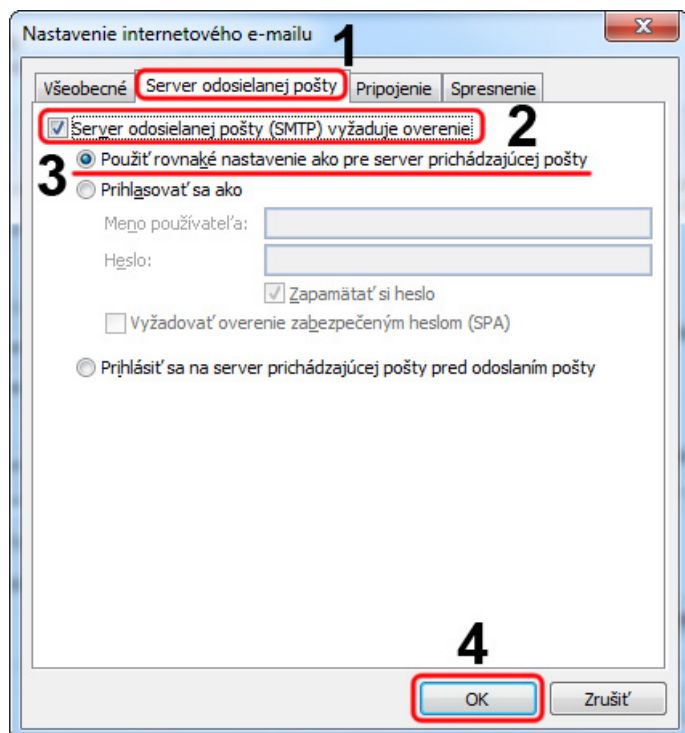 Nastavenie internetového e-mailu
1
Všeobecné Server odosielanej pošty Pripojenie Spresnenie
Server odosielanej pošty (SMTP) vyžaduje overenie
2
3
Použiť rovnaké nastavenie ako pre server prichádzajúcej pošty
Prihlasovať sa ako
Meno používateľa:
Heslo:
Zapamätať si heslo
Vyžadovať overenie zabezpečeným heslom (SPA)
Prihlásiť sa na server prichádzajúcej pošty pred odoslaním pošty
4
OK Zrušiť